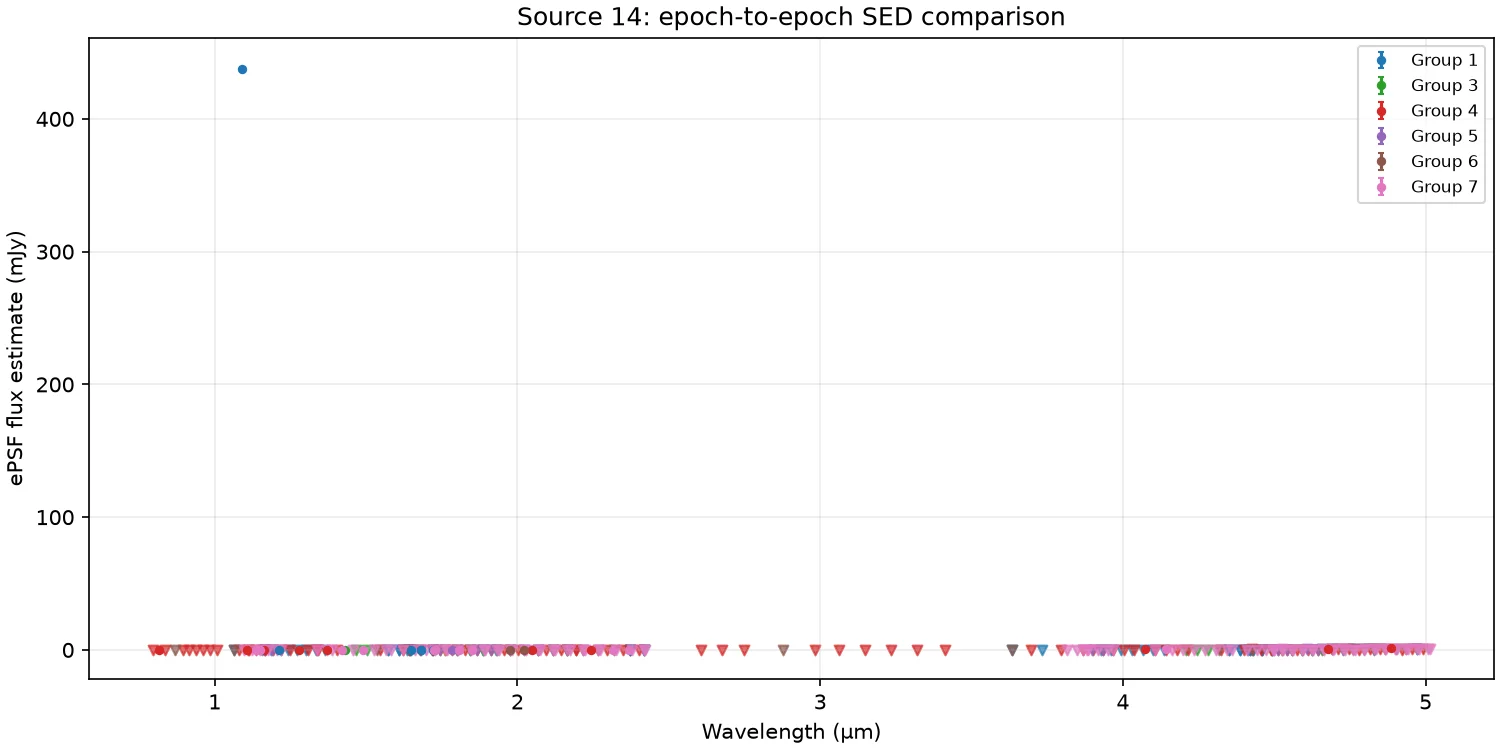 Source 14: epoch-to-epoch SED comparison
ePSF flux estimate (mJy)
400
300
200
100
0
1
2
3
4
5
Wavelength (µm)
Group 1
Group 3
Group 4
Group 5
Group 6
Group 7